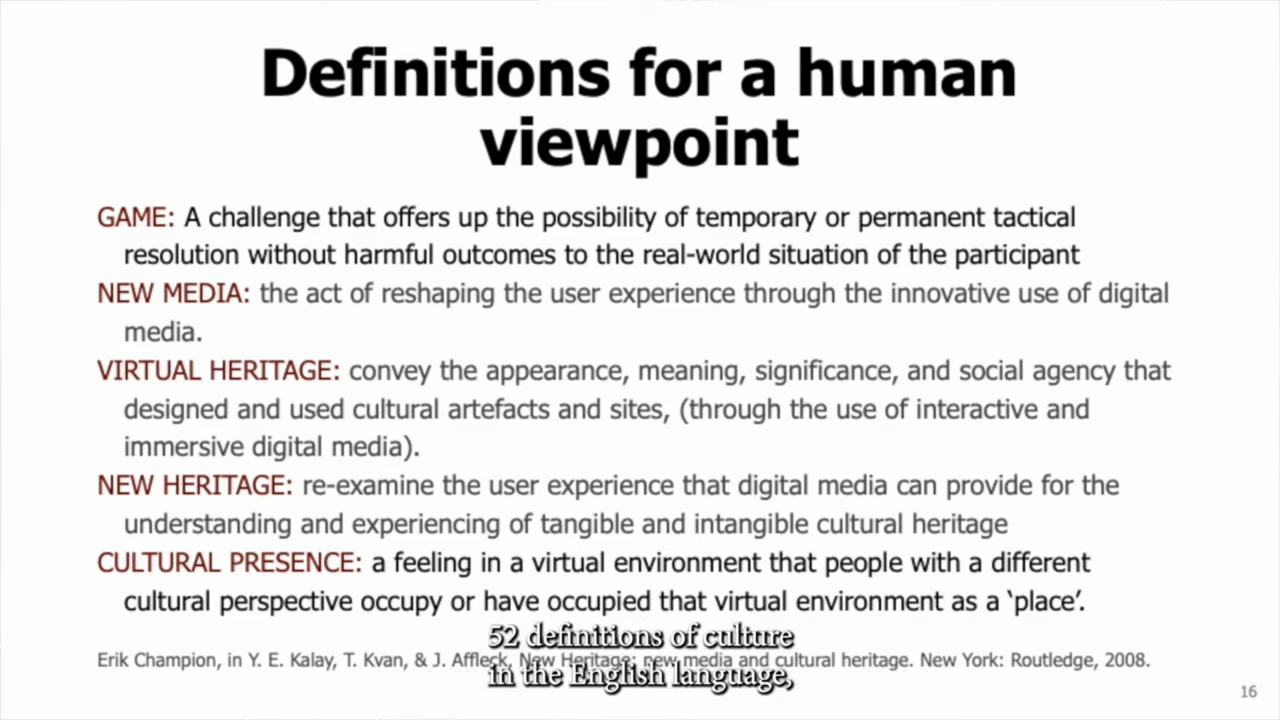 Definitions for a human
viewpoint
GAME: A challenge that offers up the possibility of temporary or permanent tactical
resolution without harmful outcomes to the real-world situation of the participant
NEW MEDIA: the act of reshaping the user experience through the innovative use of digital
media.
VIRTUAL HERITAGE: convey the appearance, meaning, significance, and social agency that
designed and used cultural artefacts and sites, (through the use of interactive and
immersive digital media).
NEW HERITAGE: re-examine the user experience that digital media can provide for the
understanding and experiencing of tangible and intangible cultural heritage
CULTURAL PRESENCE: a feeling in a virtual environment that people with a different
cultural perspective occupy or have occupied that virtual environment as a ‘place’.
52 definitions of culture
Erik Champion, in Y. E. Kalay, T. Kvan, & J. Affleck, New Heritage: new media and cultural heritage. New York: Routledge, 2008.
in the English language,
16